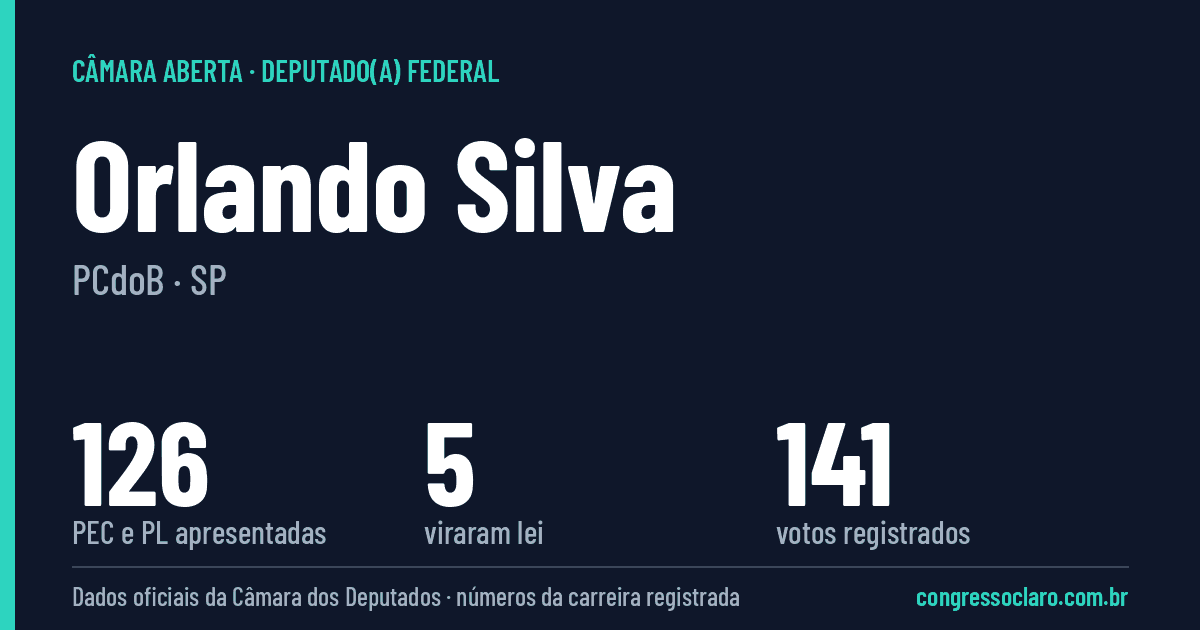 CÂMARA ABERTA · DEPUTADO(A) FEDERAL
Orlando Silva
PCdoB · SP
126
PEC e PL apresentadas
5
viraram lei
141
votos registrados
Dados oficiais da Câmara dos Deputados · números da carreira registrada
congressoclaro.com.br